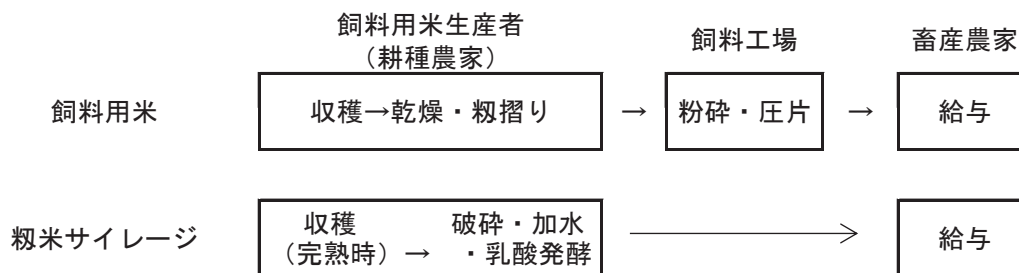 飼料用米生産者
(耕種農家)
飼料工場
畜産農家
飼料用米
収穫→乾燥・籾摺り
→
粉砕・圧片
→
給与
籾米サイレージ
収穫
(完熟時)→
破砕・加水
・乳酸発酵
給与